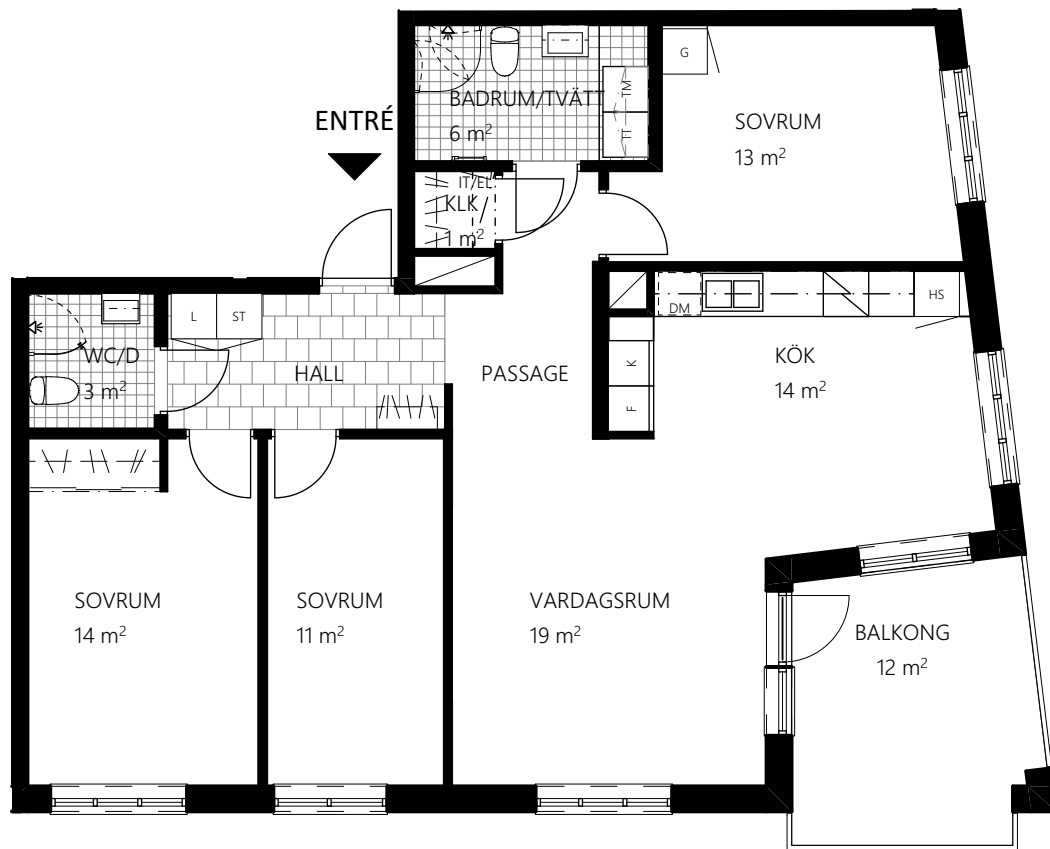 ENTRÉ
BADRUM/TVÄTT
6 m²
TM
TT
G
SOVRUM
13 m²
IT/EL
KLK
1 m²
L
ST
WC/D
3 m²
HALL
PASSAGE
DM
HS
K
F
KÖK
14 m²
SOVRUM
14 m²
SOVRUM
11 m²
VARDAGSRUM
19 m²
BALKONG
12 m²